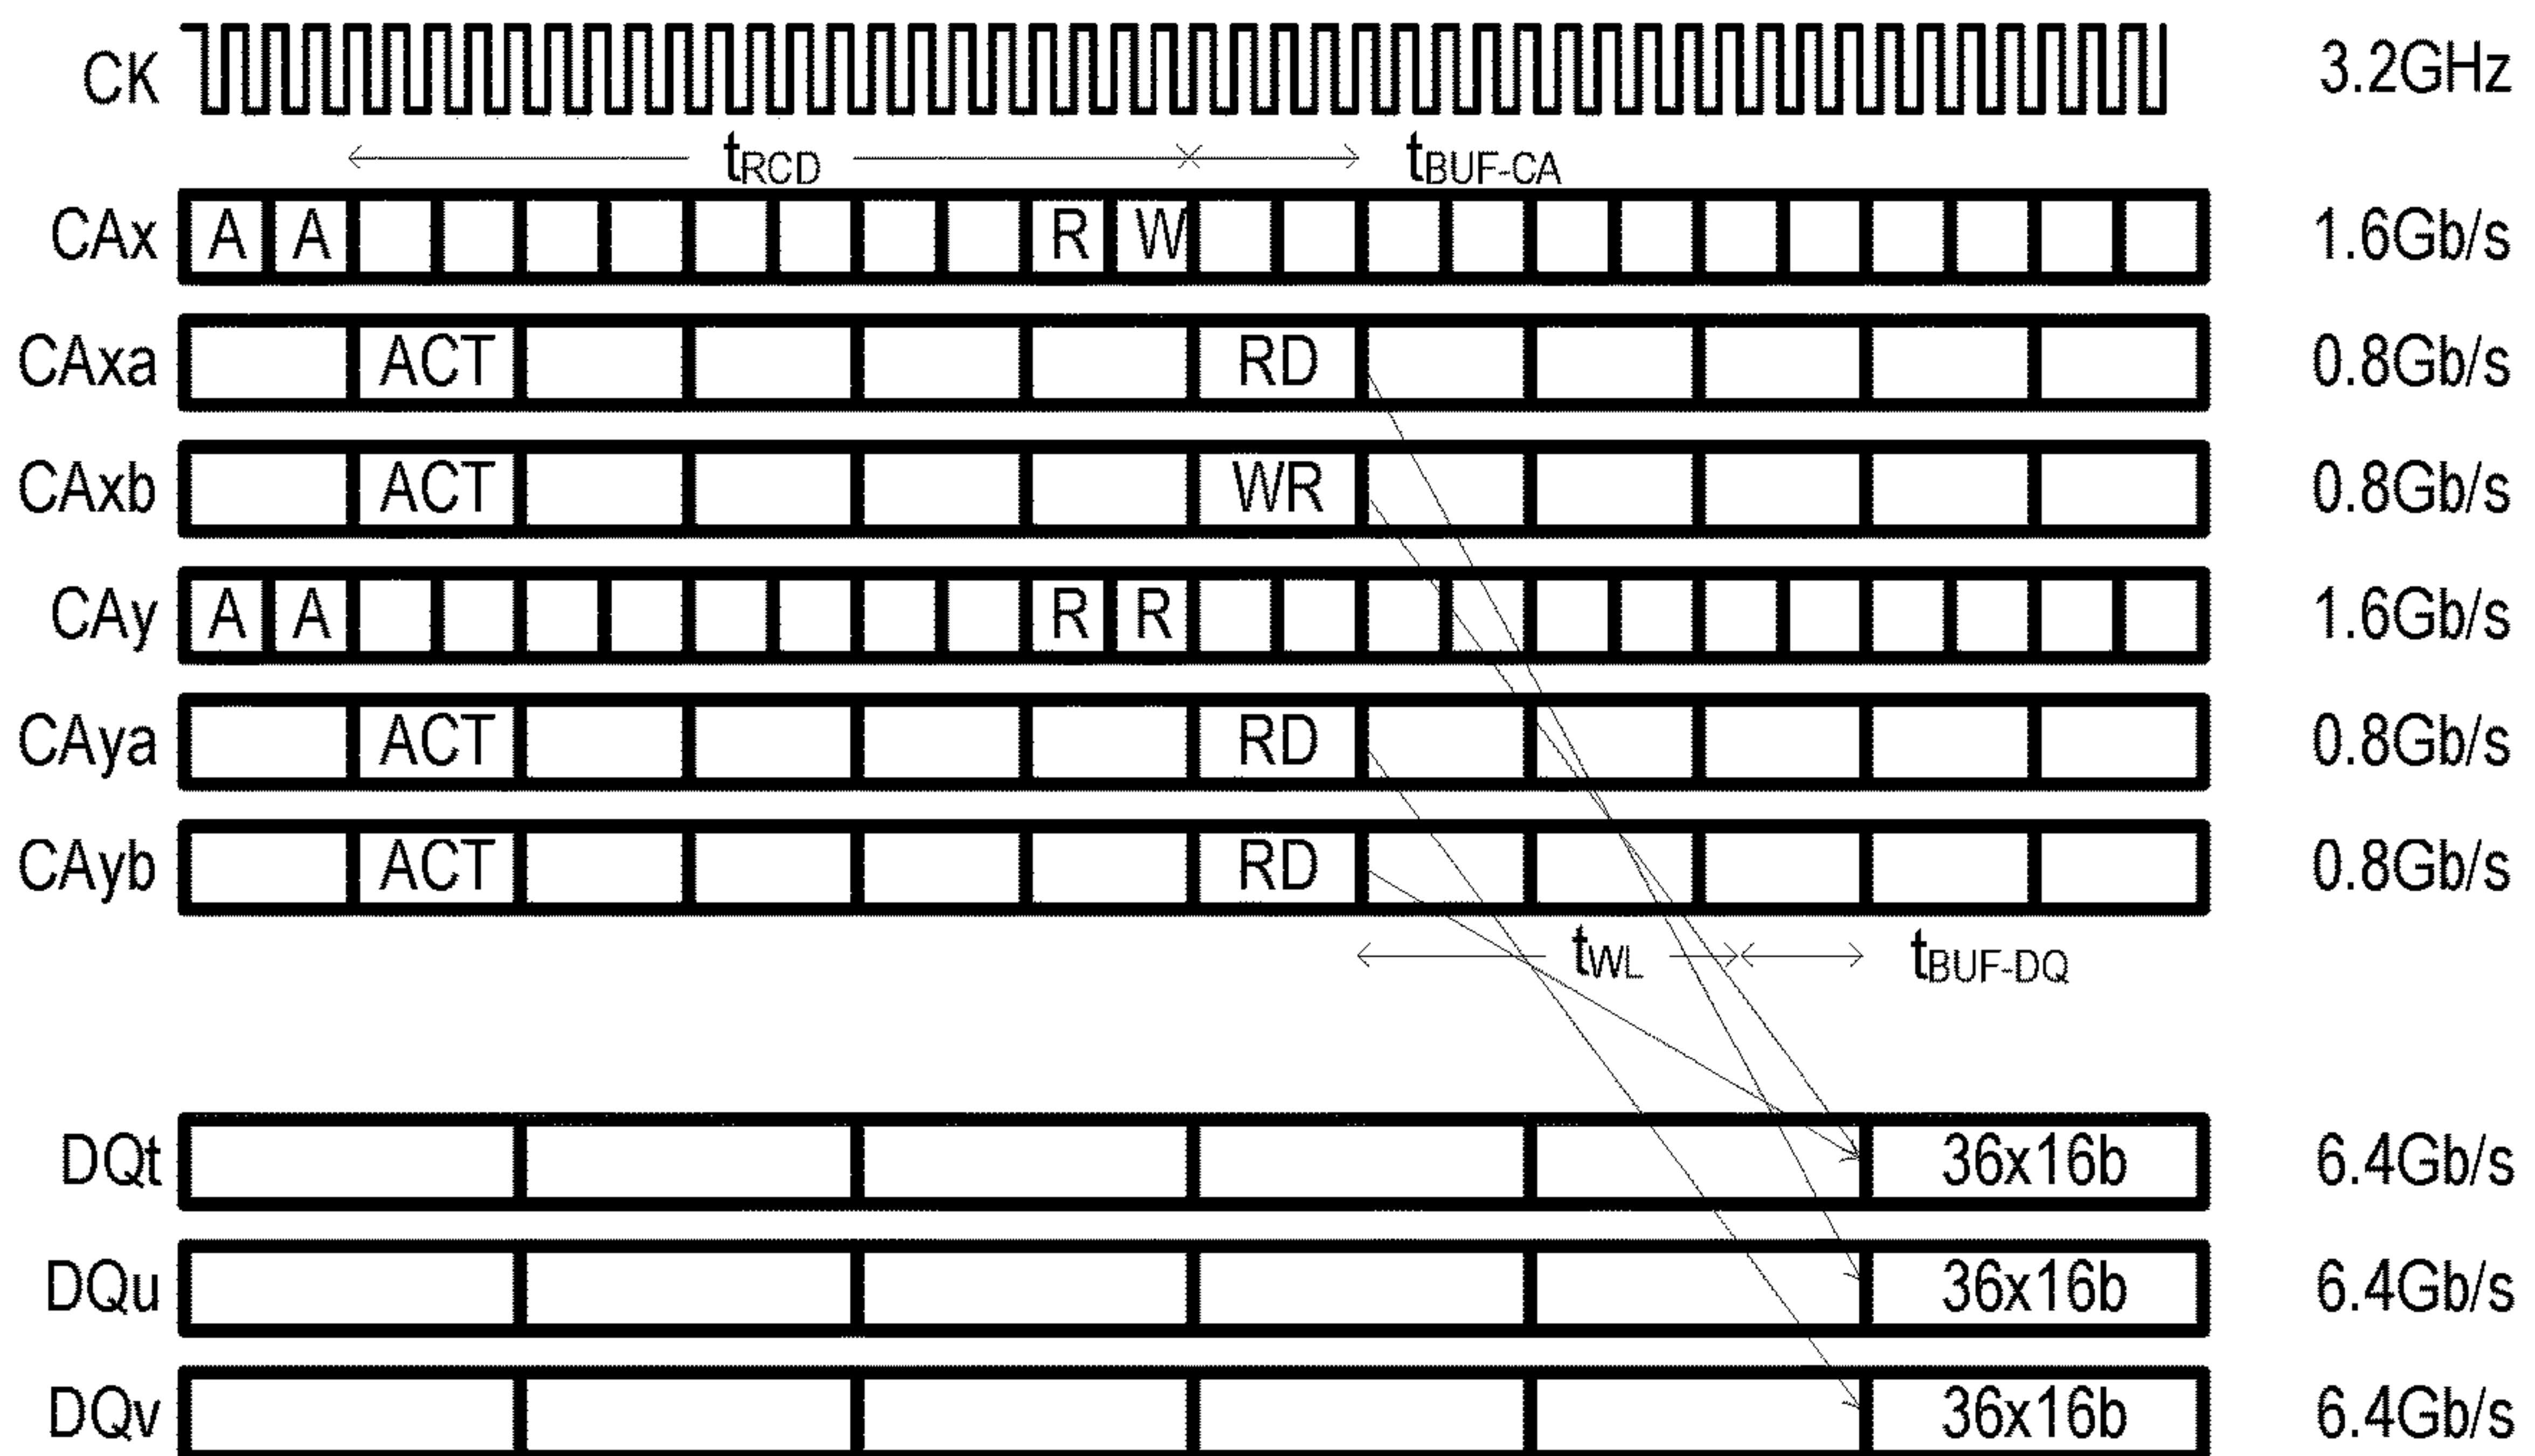 CK 3.2GHz
tRCD tBUF-CA
CAx A A R W 1.6Gb/s
CAxa ACT RD 0.8Gb/s
CAxb ACT WR 0.8Gb/s
CAy A A R R 1.6Gb/s
CAya ACT RD 0.8Gb/s
CAyb ACT RD 0.8Gb/s
tWL tBUF-DQ
DQt 36x16b 6.4Gb/s
DQu 36x16b 6.4Gb/s
DQv 36x16b 6.4Gb/s